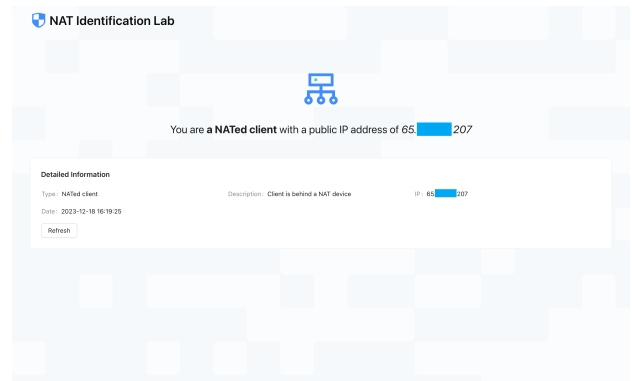 NAT Identification Lab
You are a NATed client with a public IP address of 65. 207
Detailed Information
Type: NATed client Description: Client is behind a NAT device IP: 65. 207
Date: 2023-12-18 16:19:25
Refresh